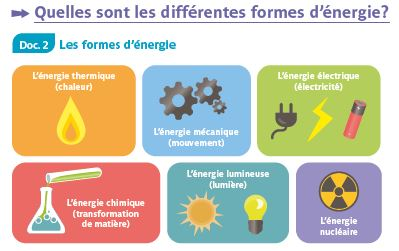 Quelles sont les différentes formes d'énergie?
Doc. 2 Les formes d'énergie
L'énergie thermique
(chaleur)
L'énergie mécanique
(mouvement)
L'énergie électrique
(électricité)
L'énergie chimique
(transformation
de matière)
L'énergie lumineuse
(lumière)
L'énergie
nucléaire